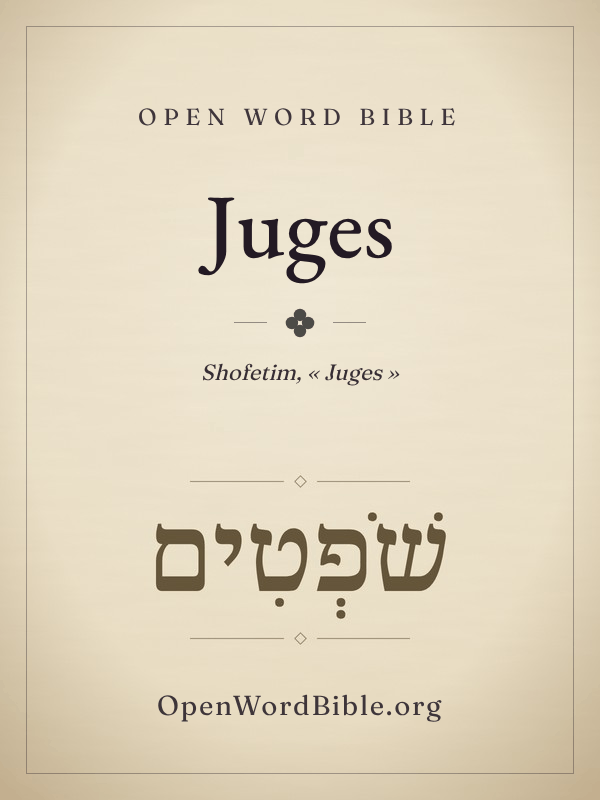 OPEN WORD BIBLE
Juges
Shofetim, « Juges »
שֹׁפְטִים
OpenWordBible.org